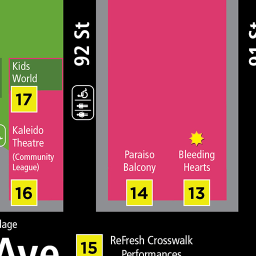 92 St
91 St
Kids
World
17
Kaleido
Theatre
(Community
League)
16
Paraiso
Balcony
14
Bleeding
Hearts
13
lage
Ave
15 ReFresh Crosswalk
Performances